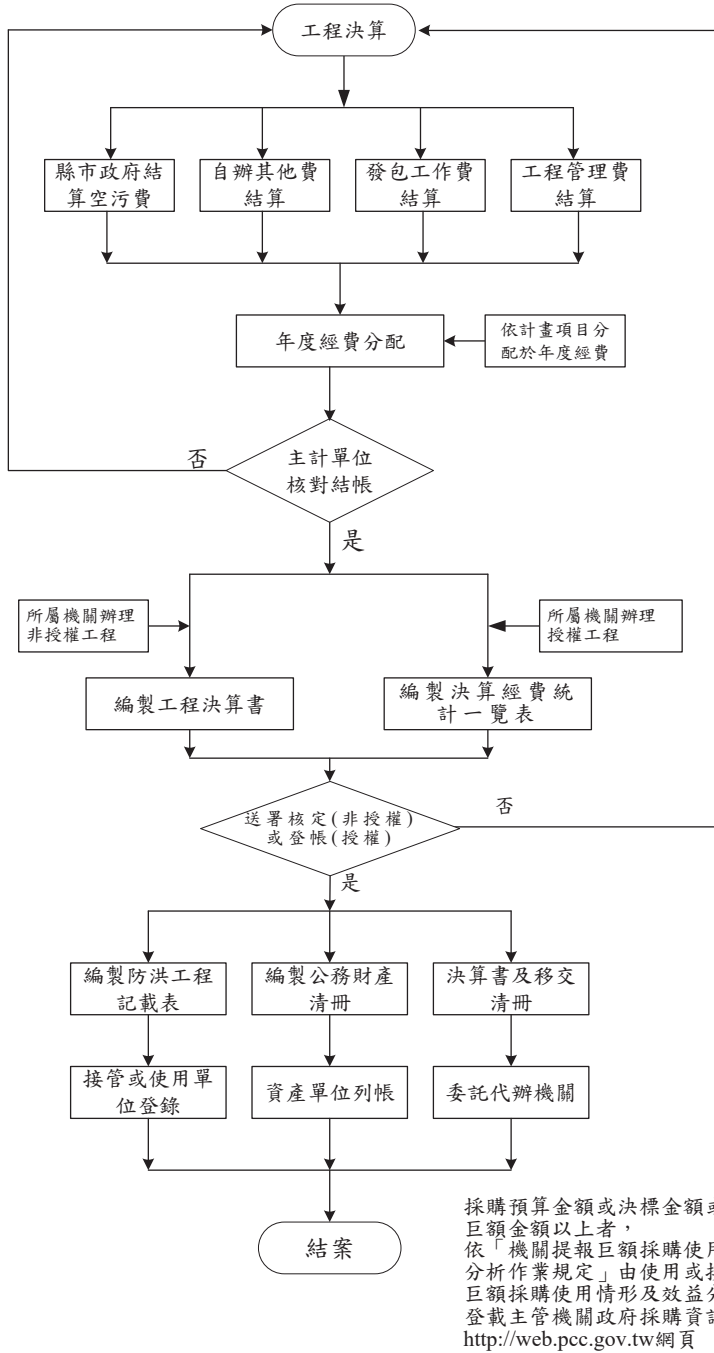 工程決算
縣市政府結
算空污費
自辦其他費
結算
發包工作費
結算
工程管理費
結算
年度經費分配
依計畫項目分
配於年度經費
否
主計單位
核對結帳
是
所屬機關辦理
非授權工程
所屬機關辦理
授權工程
編製工程決算書
編製決算經費統
計一覽表
送署核定(非授權)
或登帳(授權)
否
是
編製防洪工程
記載表
編製公務財產
清冊
決算書及移交
清冊
接管或使用單
位登錄
資產單位列帳
委託代辦機關
結案
採購預算金額或決標金額或
巨額金額以上者，
依「機關提報巨額採購使用
分析作業規定」由使用或接
巨額採購使用情形及效益分
登載主管機關政府採購資訊
http://web.pcc.gov.tw網頁